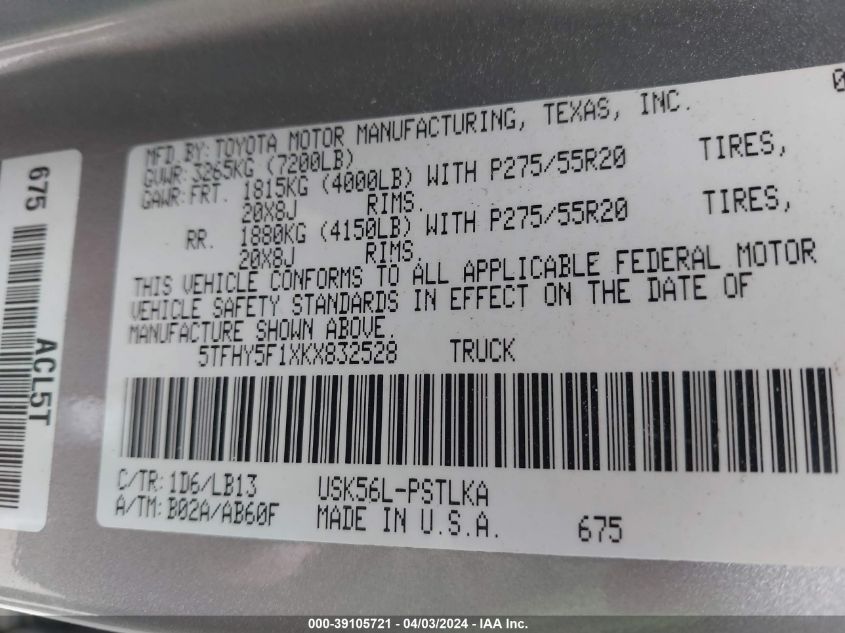 0
MFD.BY:TOYOTA MOTOR MANUFACTURING, TEXAS, INC.
GVWR:3265KG (7200LB)
GAWR:FRT. 1815KG (4000LB) WITH P275/55R20 TIRES,
20X8J RIMS.
RR. 1880KG (4150LB) WITH P275/55R20 TIRES,
20X8J RIMS.
THIS VEHICLE CONFORMS TO ALL APPLICABLE FEDERAL MOTOR
VEHICLE SAFETY STANDARDS IN EFFECT ON THE DATE OF
MANUFACTURE SHOWN ABOVE.
5TFHY5F1XKX832528 TRUCK
C/TR:1D6/LB13 USK56L-PSTLKA
A/TM:B02A/AB60F MADE IN U.S.A. 675
675
ACL5T
000-39105721 - 04/03/2024 - IAA Inc.